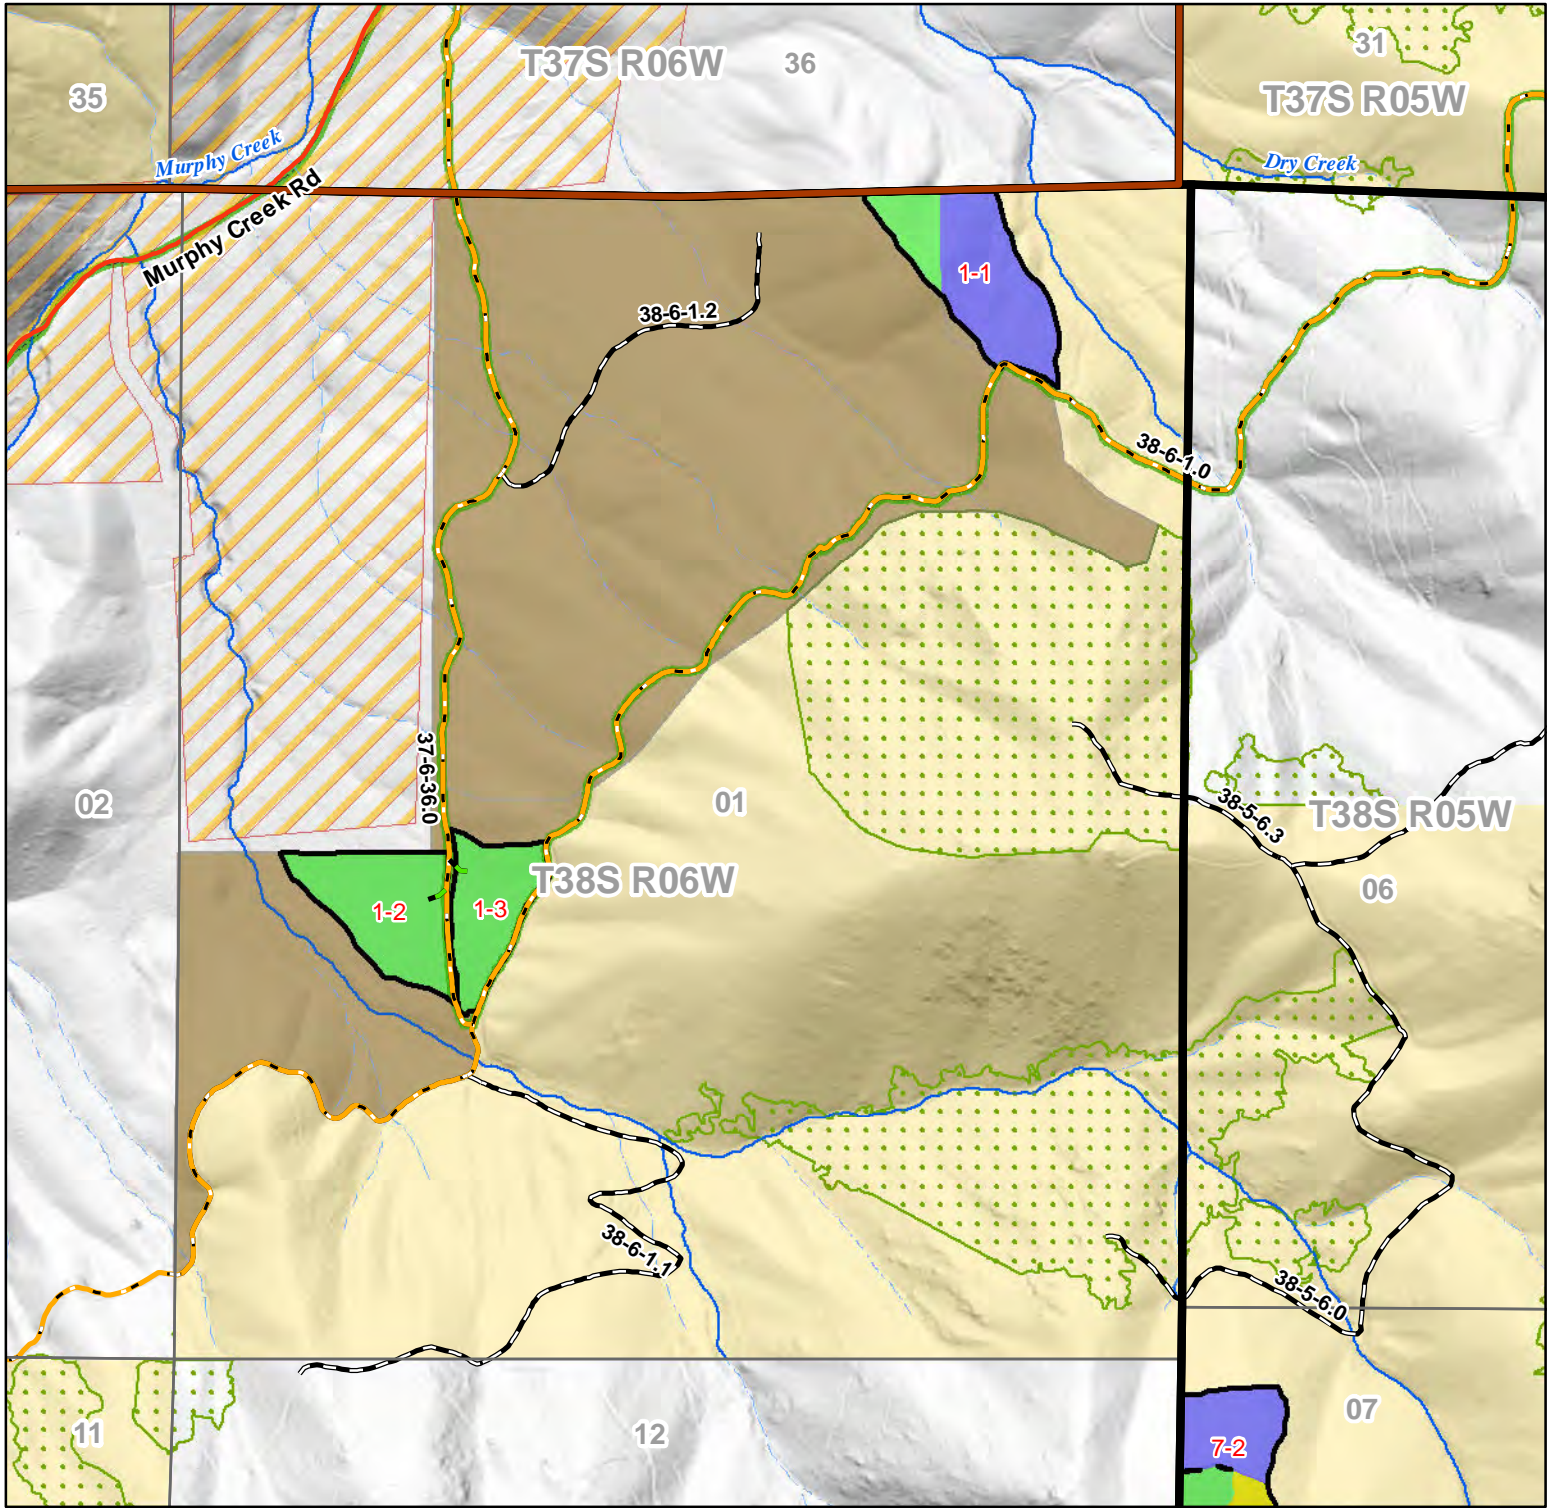 T37S R06W
36
31
35
T37S R05W
Murphy Creek
Dry Creek
Murphy Creek Rd
1-1
38-6-1.2
38-6-1.0
37-6-36.0
02
01
38-5-6.3
T38S R05W
T38S R06W
06
1-2
1-3
38-6-1.1
38-5-6.0
11
12
07
7-2